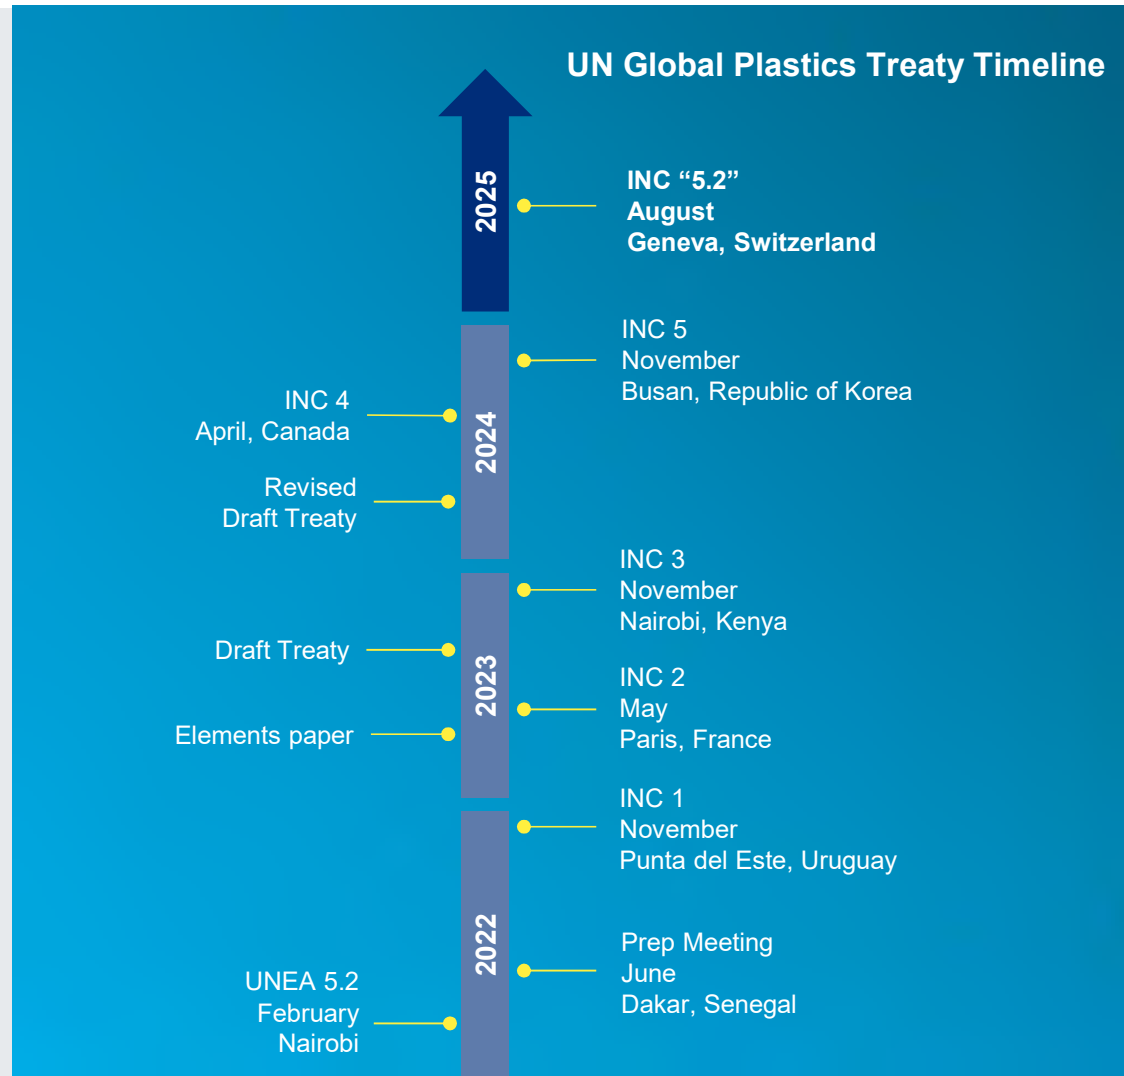 UN Global Plastics Treaty Timeline
2025
INC “5.2”
August
Geneva, Switzerland
INC 5
November
Busan, Republic of Korea
INC 4
April, Canada
2024
Revised
Draft Treaty
INC 3
November
Nairobi, Kenya
Draft Treaty
2023
INC 2
May
Paris, France
Elements paper
INC 1
November
Punta del Este, Uruguay
2022
Prep Meeting
June
Dakar, Senegal
UNEA 5.2
February
Nairobi